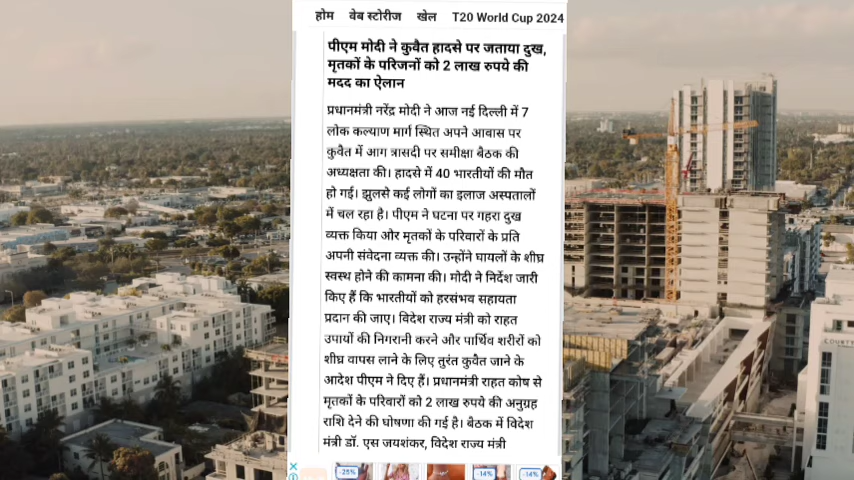 होम वेब स्टोरीज खेल T20 World Cup 2024
पीएम मोदी ने कुवैत हादसे पर जताया दुख,
मृतकों के परिजनों को 2 लाख रुपये की
मदद का ऐलान
प्रधानमंत्री नरेंद्र मोदी ने आज नई दिल्ली में 7
लोक कल्याण मार्ग स्थित अपने आवास पर
कुवैत में आग त्रासदी पर समीक्षा बैठक की
अध्यक्षता की। हादसे में 40 भारतीयों की मौत
हो गई। झुलसे कई लोगों का इलाज अस्पतालों
में चल रहा है। पीएम ने घटना पर गहरा दुख
व्यक्त किया और मृतकों के परिवारों के प्रति
अपनी संवेदना व्यक्त की। उन्होंने घायलों के शीघ्र
स्वस्थ होने की कामना की। मोदी ने निर्देश जारी
किए हैं कि भारतीयों को हरसंभव सहायता
प्रदान की जाए। विदेश राज्य मंत्री को राहत
उपायों की निगरानी करने और पार्थिव शरीरों को
शीघ्र वापस लाने के लिए तुरंत कुवैत जाने के
आदेश पीएम ने दिए हैं। प्रधानमंत्री राहत कोष से
मृतकों के परिवारों को 2 लाख रुपये की अनुग्रह
राशि देने की घोषणा की गई है। बैठक में विदेश
मंत्री डॉ. एस जयशंकर, विदेश राज्य मंत्री
-25% -14% -14%